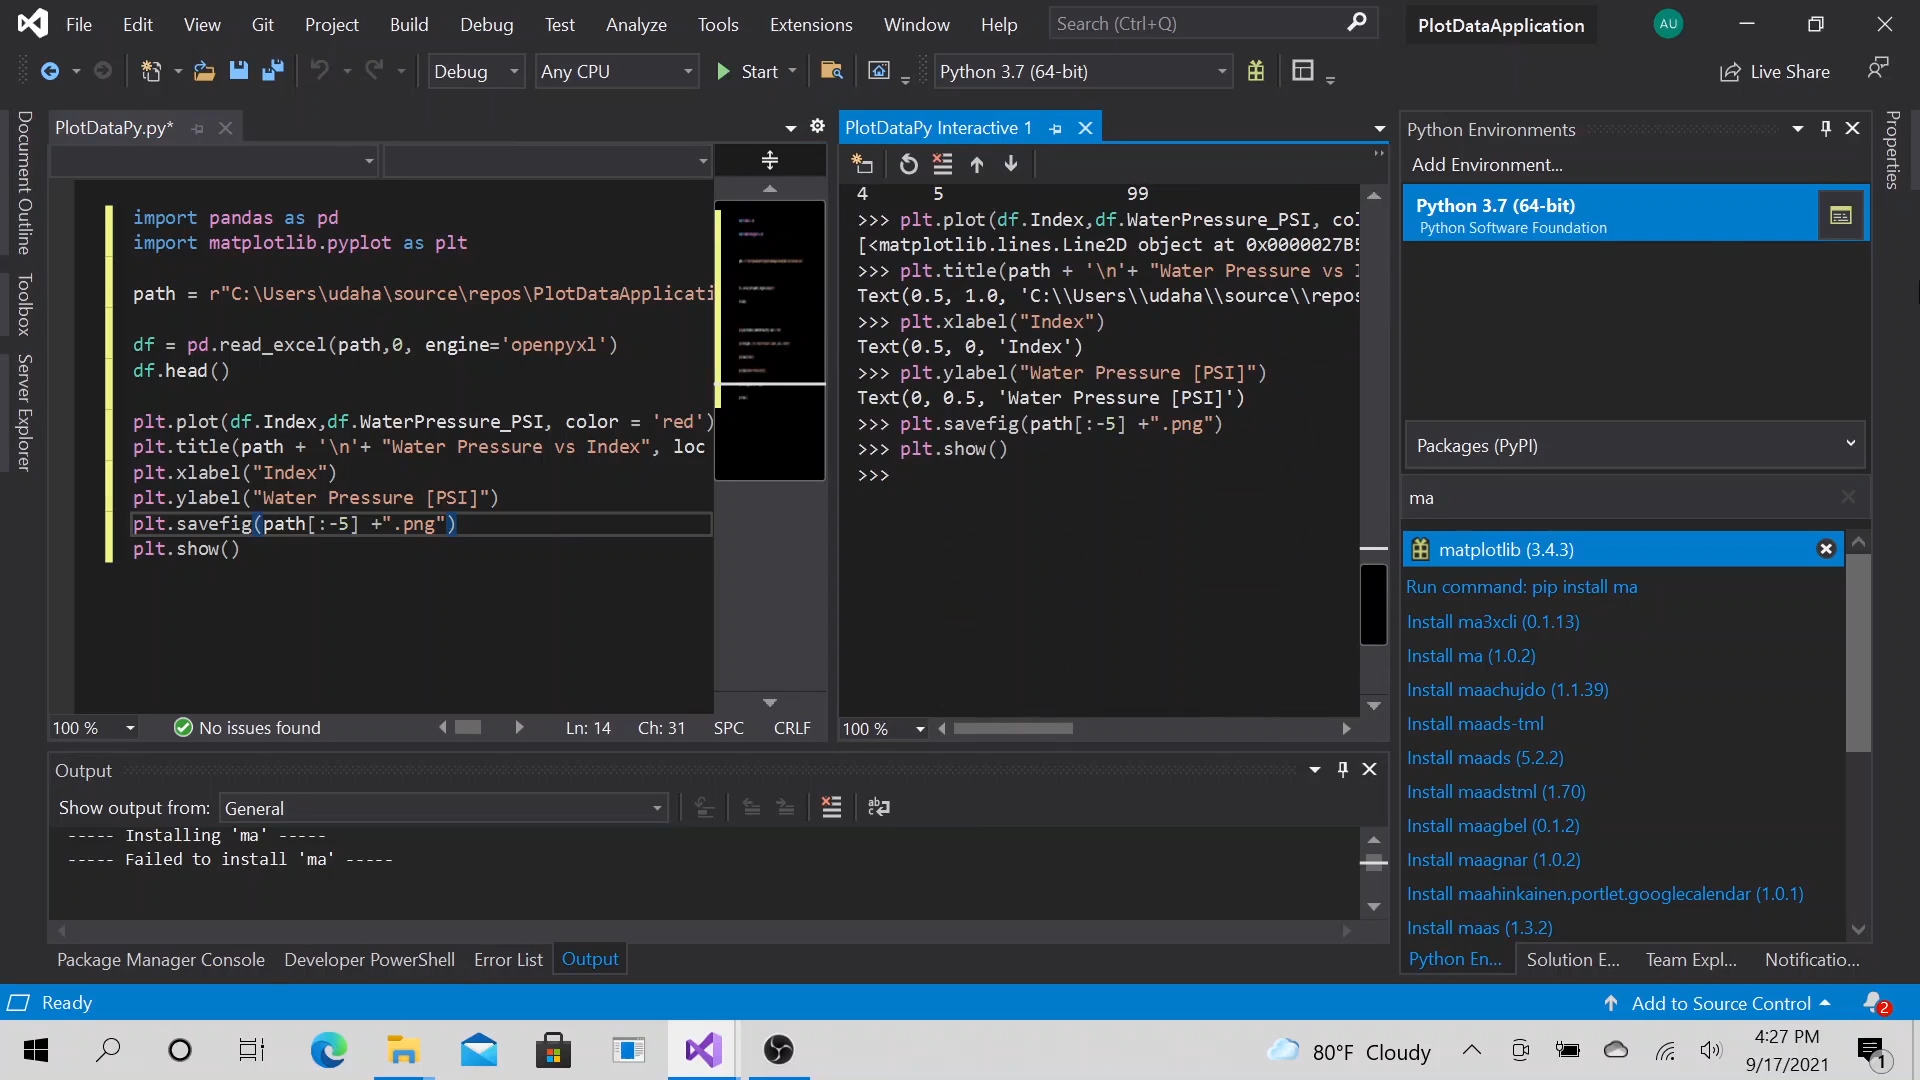 File Edit View Git Project Build Debug Test Analyze Tools Extensions Window Help Search (Ctrl+Q) PlotDataApplication AU
Debug Any CPU Start Python 3.7 (64-bit) Live Share
Document Outline
Toolbox
Server Explorer
PlotDataPy.py*
import pandas as pd
import matplotlib.pyplot as plt
path = r"C:\Users\udaha\source\repos\PlotDataApplicati
df = pd.read_excel(path,0, engine='openpyxl')
df.head()
plt.plot(df.Index,df.WaterPressure_PSI, color = 'red')
plt.title(path + '\n'+ "Water Pressure vs Index", loc
plt.xlabel("Index")
plt.ylabel("Water Pressure [PSI]")
plt.savefig(path[:-5] +".png")
plt.show()
100 % No issues found Ln: 14 Ch: 31 SPC CRLF
PlotDataPy Interactive 1
4 5 99
>>> plt.plot(df.Index,df.WaterPressure_PSI, col
[<matplotlib.lines.Line2D object at 0x0000027B5
>>> plt.title(path + '\n'+ "Water Pressure vs I
Text(0.5, 1.0, 'C:\\Users\\udaha\\source\\repos
>>> plt.xlabel("Index")
Text(0.5, 0, 'Index')
>>> plt.ylabel("Water Pressure [PSI]")
Text(0, 0.5, 'Water Pressure [PSI]')
>>> plt.savefig(path[:-5] +".png")
>>> plt.show()
>>>
100 %
Python Environments
Add Environment...
Python 3.7 (64-bit)
Python Software Foundation
Packages (PyPI)
ma
matplotlib (3.4.3)
Run command: pip install ma
Install ma3xcli (0.1.13)
Install ma (1.0.2)
Install maachujdo (1.1.39)
Install maads-tml
Install maads (5.2.2)
Install maadstml (1.70)
Install maagbel (0.1.2)
Install maagnar (1.0.2)
Install maahinkainen.portlet.googlecalendar (1.0.1)
Install maas (1.3.2)
Python En... Solution E... Team Expl... Notificatio...
Properties
Output
Show output from: General
----- Installing 'ma' -----
----- Failed to install 'ma' -----
Package Manager Console Developer PowerShell Error List Output
Ready Add to Source Control 2
80°F Cloudy 4:27 PM
9/17/2021 1